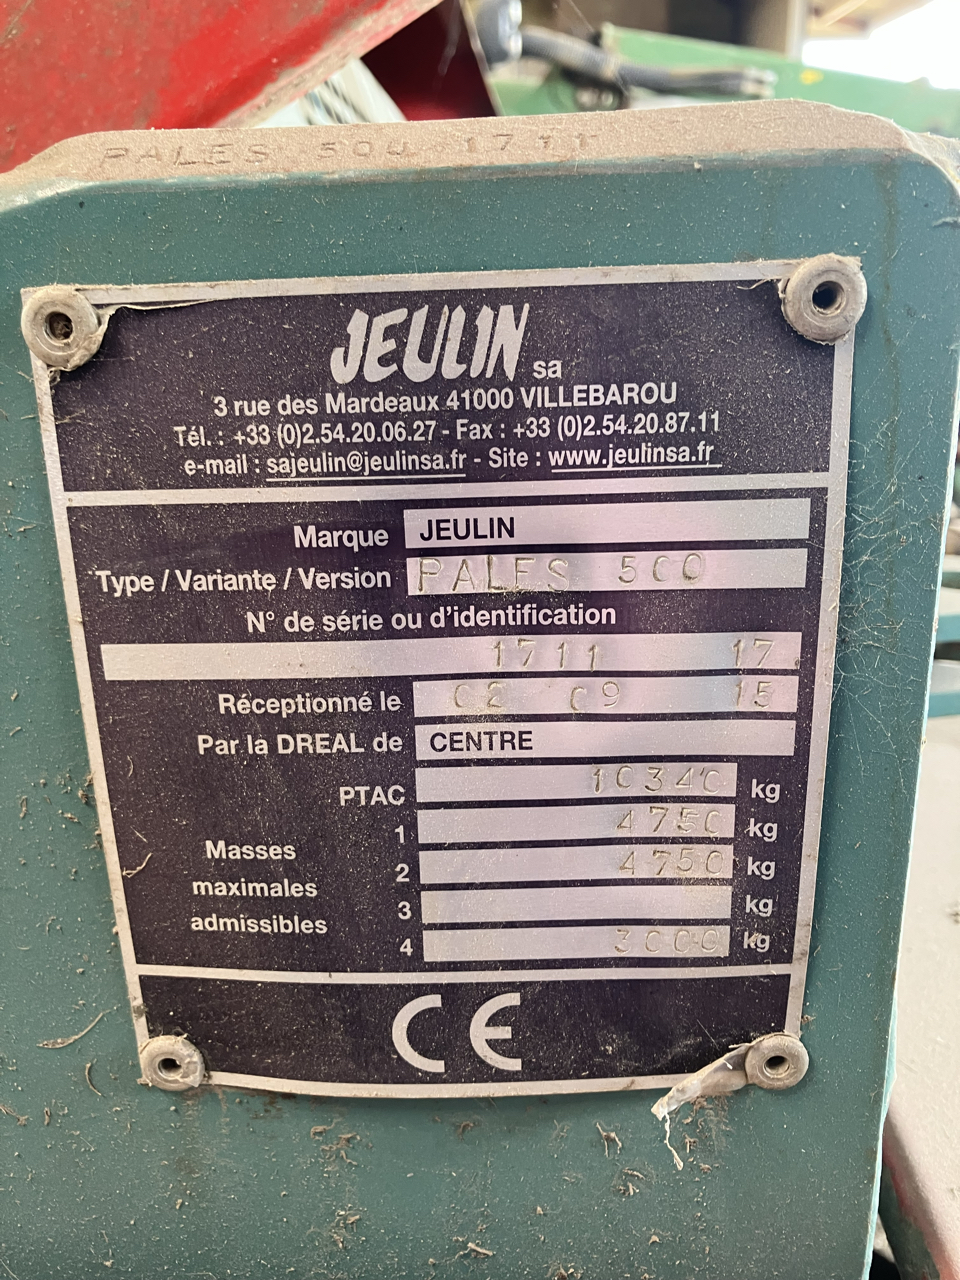 PALES 500 1711
JEULIN sa
3 rue des Mardeaux 41000 VILLEBAROU
Tél. : +33 (0)2.54.20.06.27 - Fax : +33 (0)2.54.20.87.11
e-mail : sajeulin@jeulinsa.fr - Site : www.jeulinsa.fr
Marque JEULIN
Type / Variante / Version PALES 500
N° de série ou d'identification
1711 17
Réceptionné le 02 09 15
Par la DREAL de CENTRE
PTAC 10340 kg
1 4750 kg
Masses
2 4750 kg
maximales
3 kg
admissibles
4 3000 kg
CE